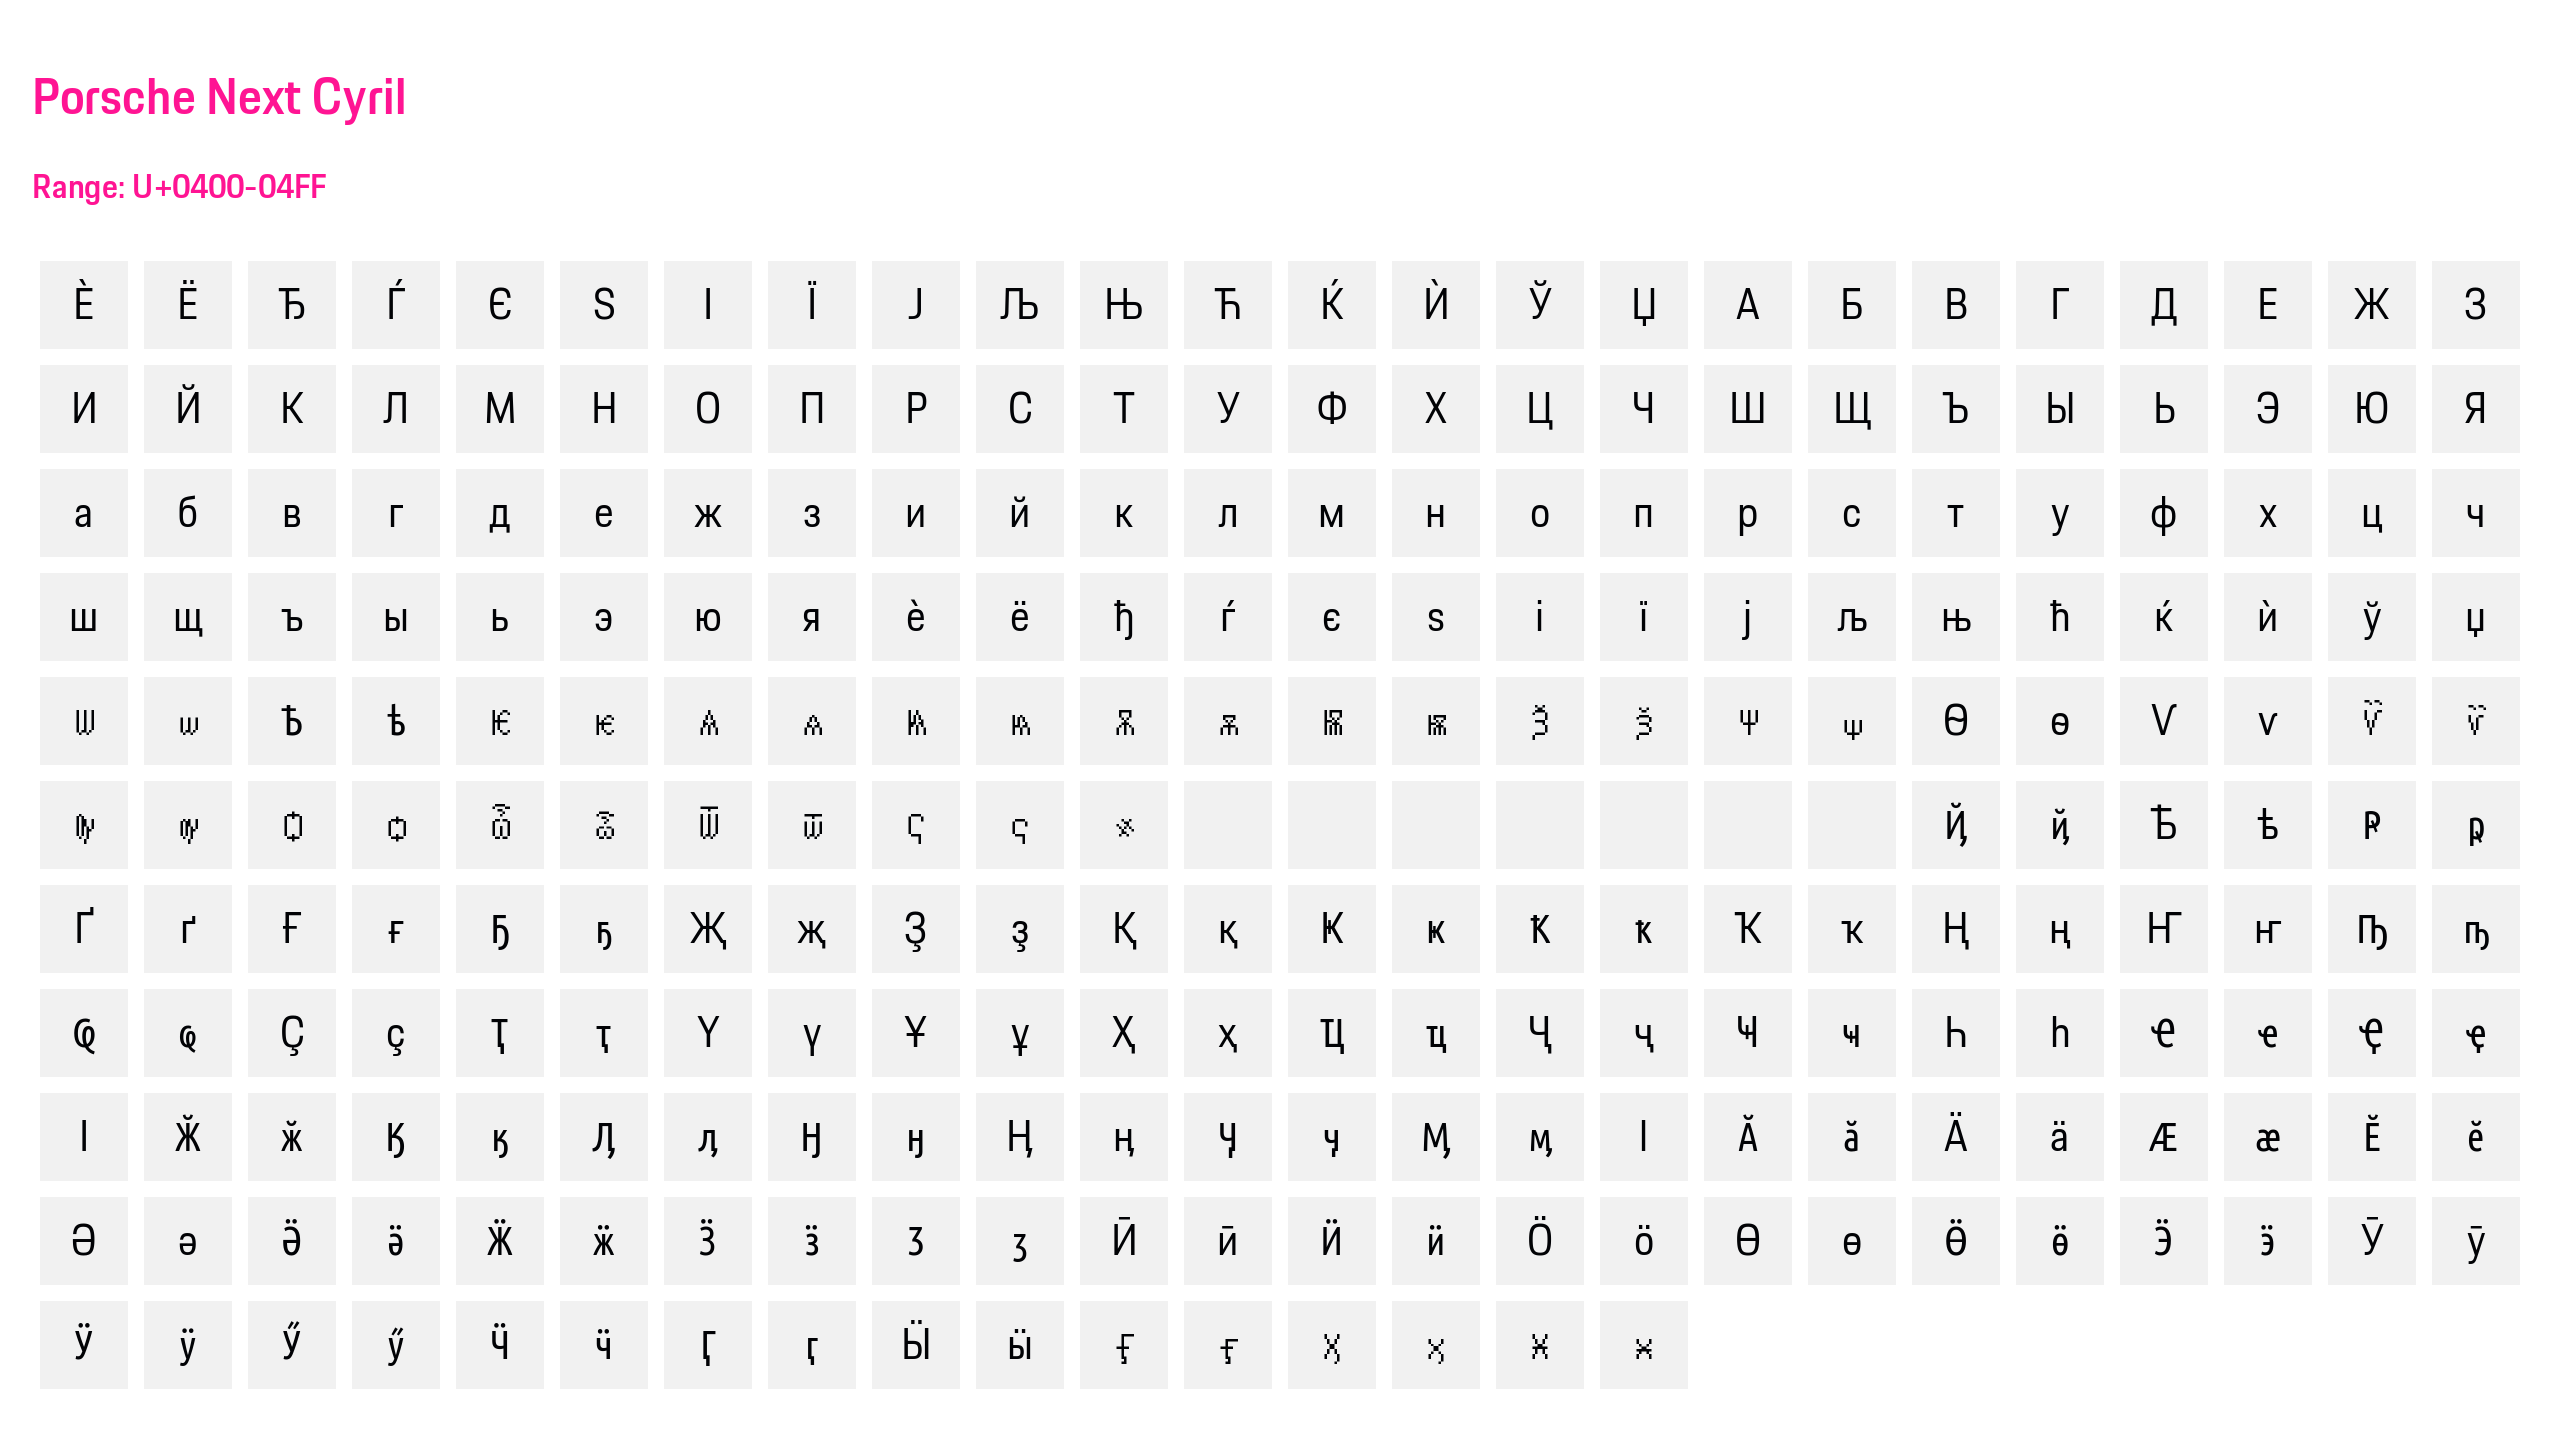 Porsche Next Cyril
Range: U+0400-04FF
Ѐ Ё Ђ Ѓ Є Ѕ І Ї Ј Љ Њ Ћ Ќ Ѝ Ў Џ А Б В Г Д Е Ж З
И Й К Л М Н О П Р С Т У Ф Х Ц Ч Ш Щ Ъ Ы Ь Э Ю Я
а б в г д е ж з и й к л м н о п р с т у ф х ц ч
ш щ ъ ы ь э ю я ѐ ё ђ ѓ є ѕ і ї ј љ њ ћ ќ ѝ ў џ
Ѡ ѡ Ѣ ѣ Ѥ ѥ Ѧ ѧ Ѩ ѩ Ѫ ѫ Ѭ ѭ Ѯ ѯ Ѱ ѱ Ѳ ѳ Ѵ ѵ Ѷ ѷ
Ѹ ѹ Ѻ ѻ Ѽ ѽ Ѿ ѿ Ҁ ҁ ҂ Ҋ ҋ Ҍ ҍ Ҏ ҏ
Ґ ґ Ғ ғ Ҕ ҕ Җ җ Ҙ ҙ Қ қ Ҝ ҝ Ҟ ҟ Ҡ ҡ Ң ң Ҥ ҥ Ҧ ҧ
Ҩ ҩ Ҫ ҫ Ҭ ҭ Ү ү Ұ ұ Ҳ ҳ Ҵ ҵ Ҷ ҷ Ҹ ҹ Һ һ Ҽ ҽ Ҿ ҿ
Ӏ Ӂ ӂ Ӄ ӄ Ӆ ӆ Ӈ ӈ Ӊ ӊ Ӌ ӌ Ӎ ӎ ӏ Ӑ ӑ Ӓ ӓ Ӕ ӕ Ӗ ӗ
Ә ә Ӛ ӛ Ӝ ӝ Ӟ ӟ Ӡ ӡ Ӣ ӣ Ӥ ӥ Ӧ ӧ Ө ө Ӫ ӫ Ӭ ӭ Ӯ ӯ
Ӱ ӱ Ӳ ӳ Ӵ ӵ Ӷ ӷ Ӹ ӹ Ӻ ӻ Ӽ ӽ Ӿ ӿ